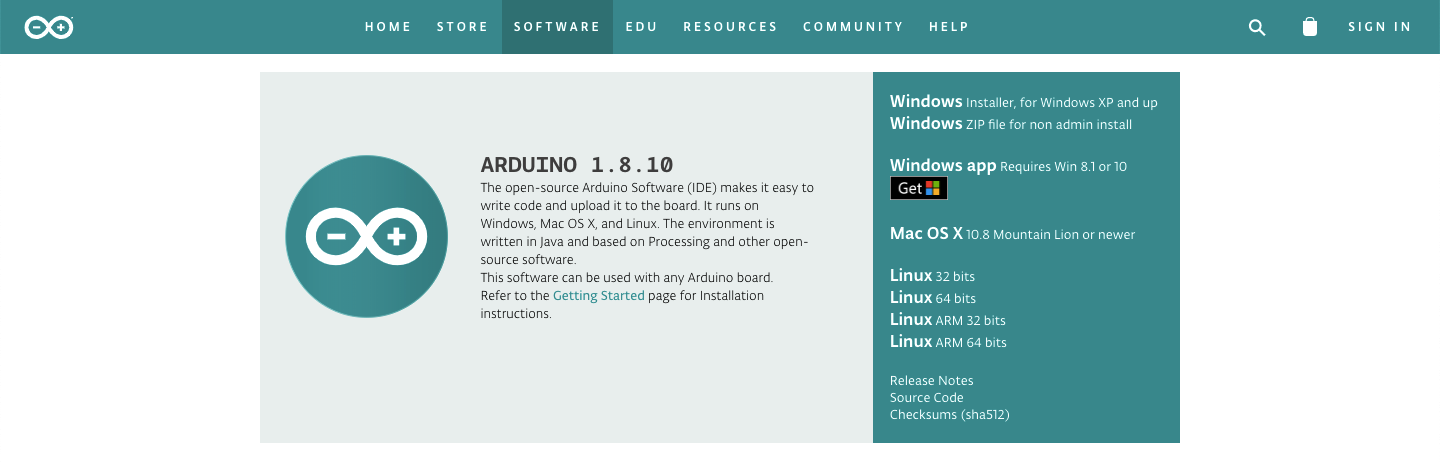 HOME STORE SOFTWARE EDU RESOURCES COMMUNITY HELP SIGN IN
ARDUINO 1.8.10
The open-source Arduino Software (IDE) makes it easy to
write code and upload it to the board. It runs on
Windows, Mac OS X, and Linux. The environment is
written in Java and based on Processing and other open-
source software.
This software can be used with any Arduino board.
Refer to the Getting Started page for Installation
instructions.
Windows Installer, for Windows XP and up
Windows ZIP file for non admin install
Windows app Requires Win 8.1 or 10
Get
Mac OS X 10.8 Mountain Lion or newer
Linux 32 bits
Linux 64 bits
Linux ARM 32 bits
Linux ARM 64 bits
Release Notes
Source Code
Checksums (sha512)